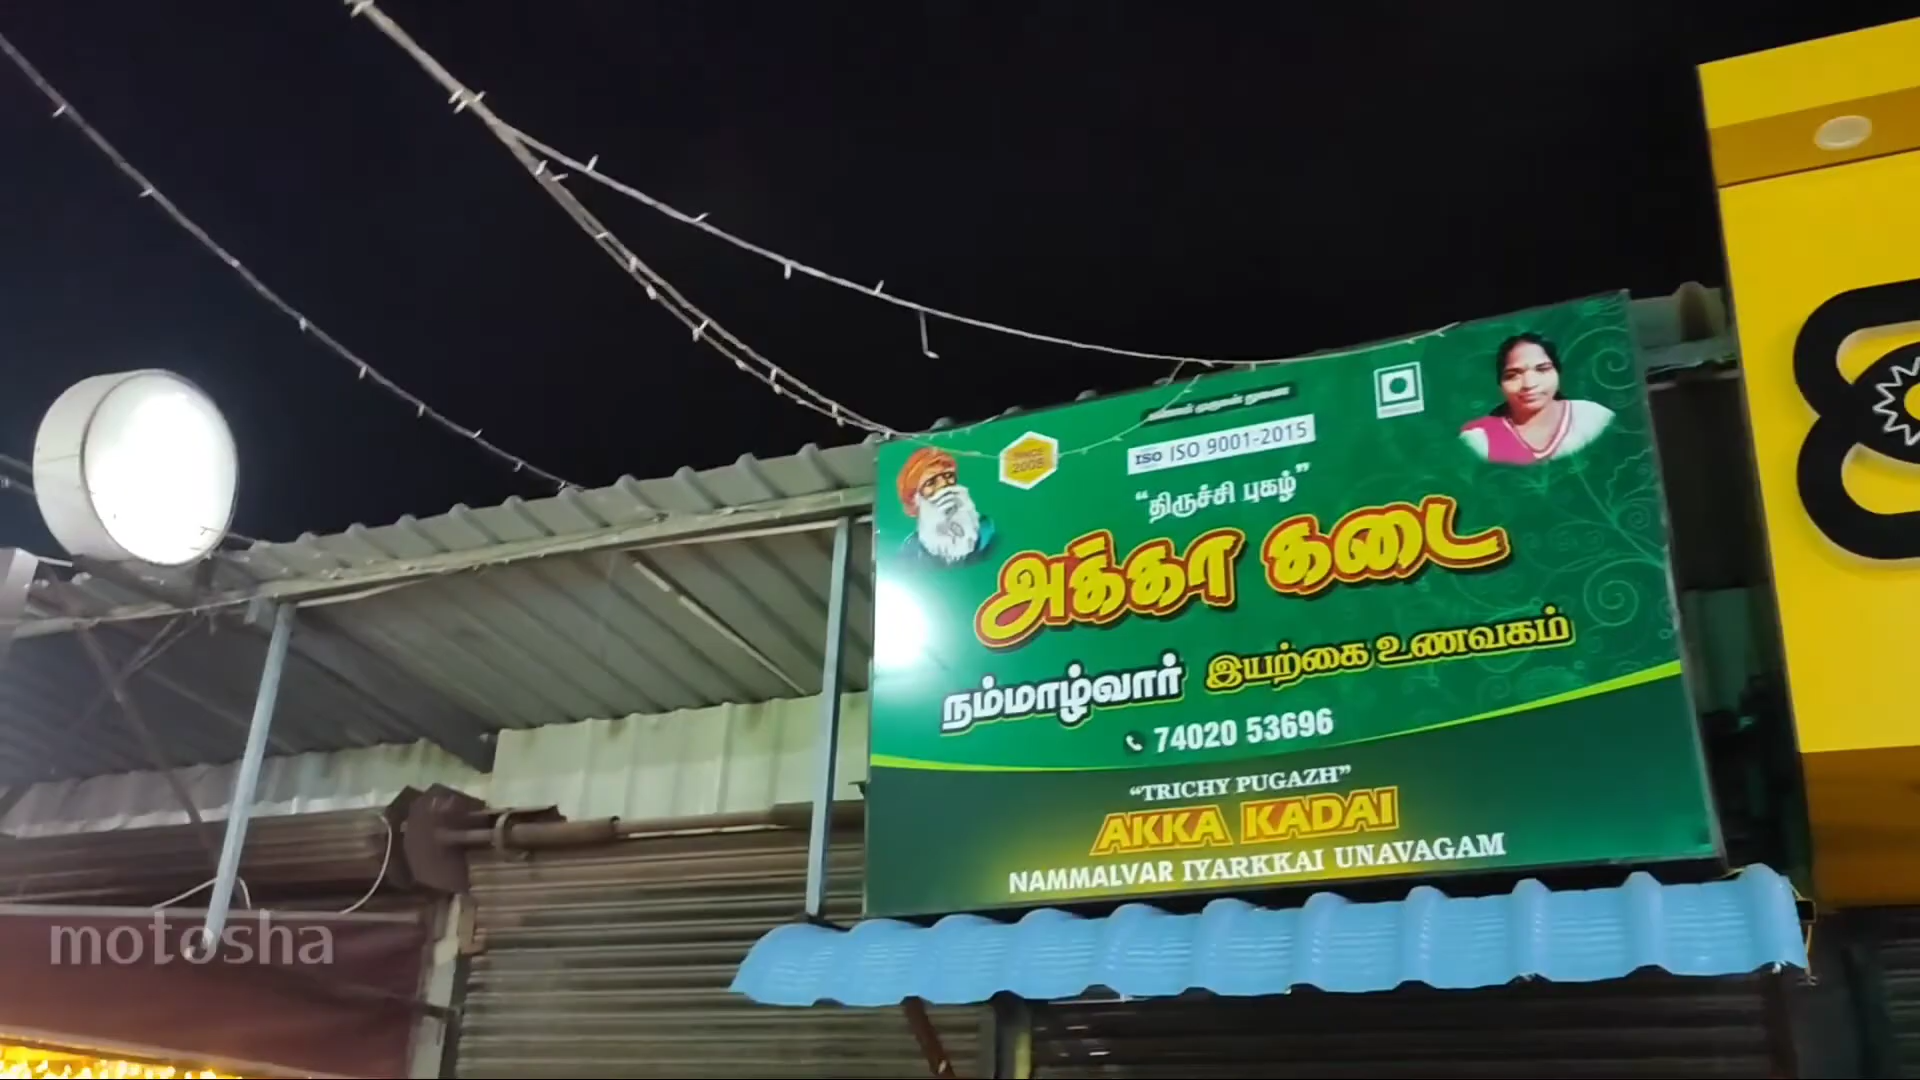 SINCE
2008
ISO ISO 9001-2015
“திருச்சி புகழ்”
அக்கா கடை
நம்மாழ்வார் இயற்கை உணவகம்
74020 53696
“TRICHY PUGAZH”
AKKA KADAI
NAMMALVAR IYARKKAI UNAVAGAM
motosha